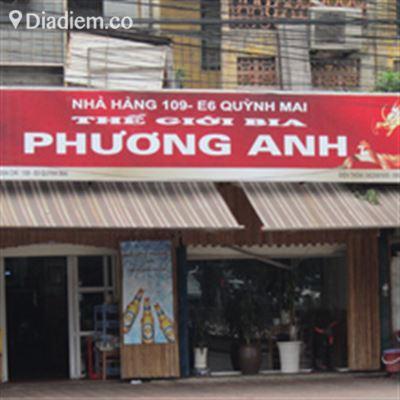 Diadiem.co
NHÀ HÀNG 109- E6 QUỲNH MAI
THẾ GIỚI BIA
PHƯƠNG ANH